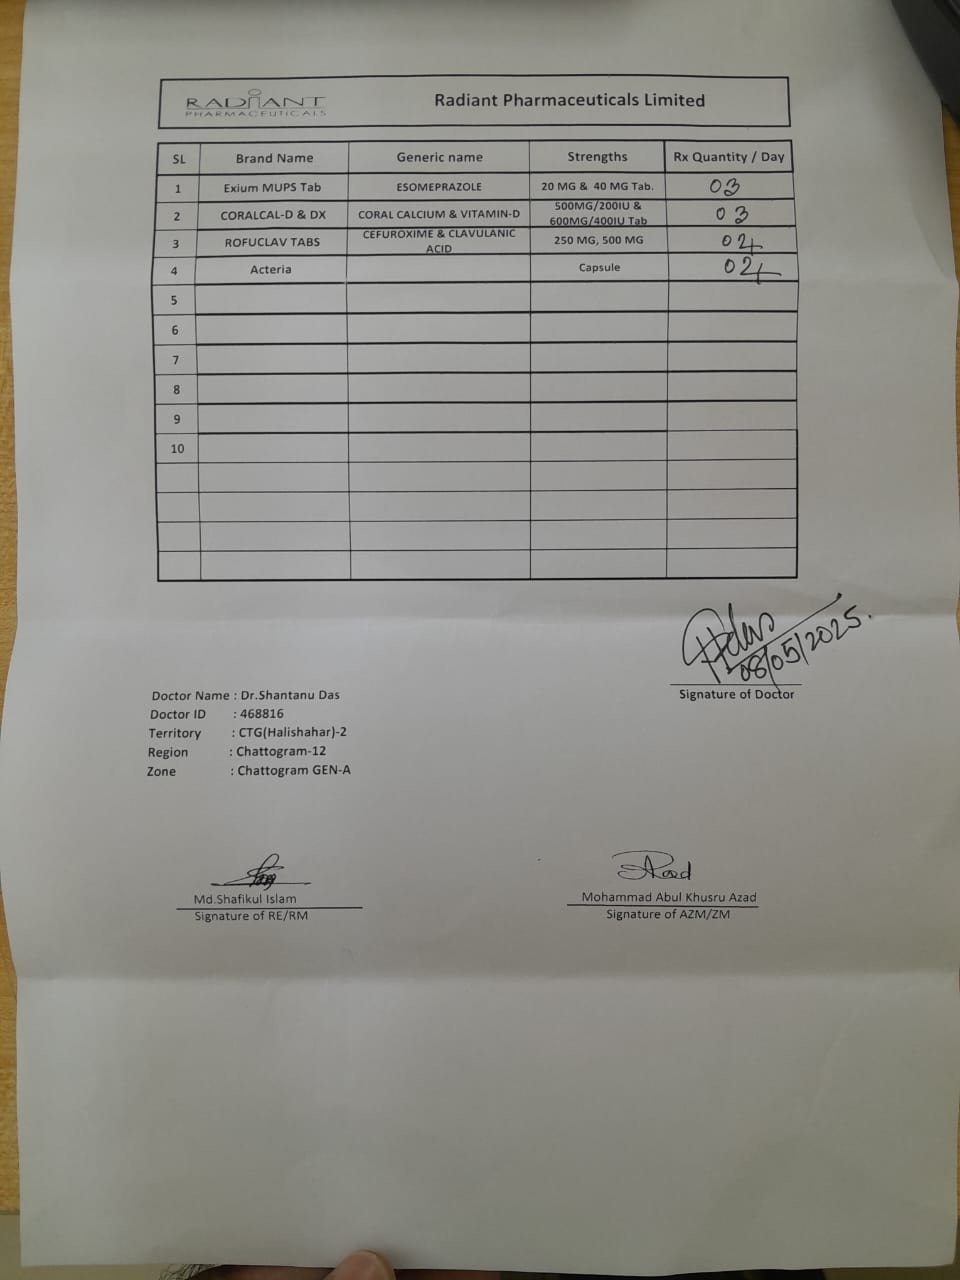 RADIANT
PHARMACEUTICALS
Radiant Pharmaceuticals Limited
SL Brand Name Generic name Strengths Rx Quantity / Day
1 Exium MUPS Tab ESOMEPRAZOLE 20 MG & 40 MG Tab. 03
2 CORALCAL-D & DX CORAL CALCIUM & VITAMIN-D 500MG/200IU & 600MG/400IU Tab 03
3 ROFUCLAV TABS CEFUROXIME & CLAVULANIC ACID 250 MG, 500 MG 02
4 Acteria Capsule 02
5
6
7
8
9
10
08/05/2025.
Signature of Doctor
Doctor Name : Dr.Shantanu Das
Doctor ID : 468816
Territory : CTG(Halishahar)-2
Region : Chattogram-12
Zone : Chattogram GEN-A
Azad
Md.Shafikul Islam
Signature of RE/RM
Mohammad Abul Khusru Azad
Signature of AZM/ZM